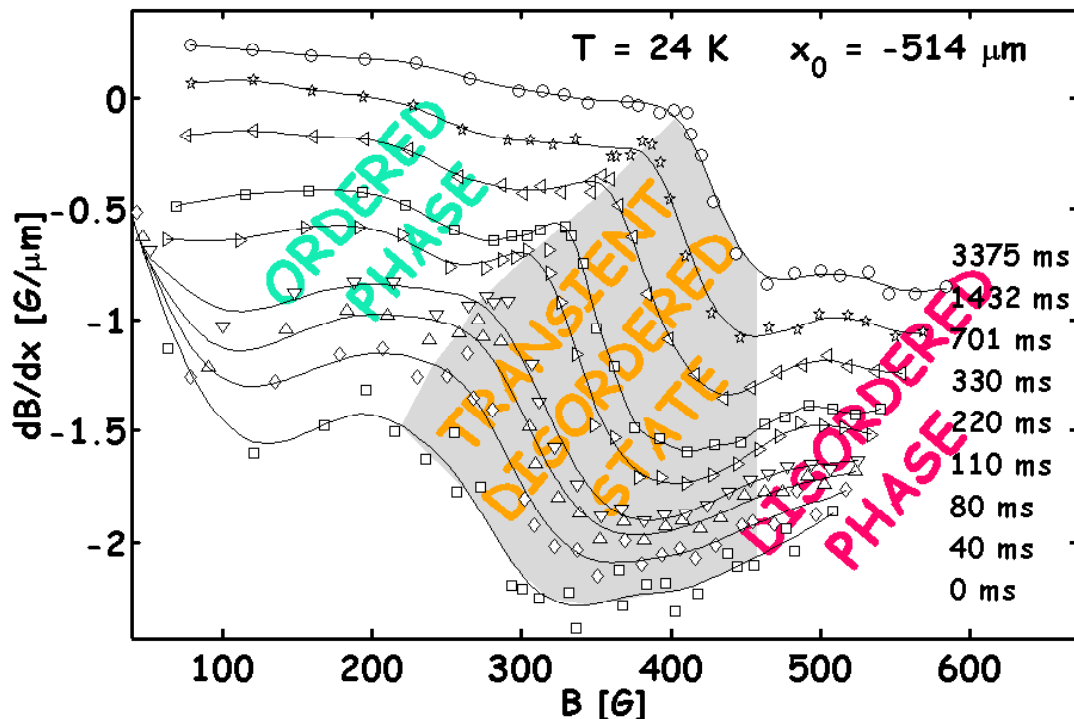 T = 24 K x₀ = -514 μm
0
-0.5
-1
-1.5
-2
dB/dx [G/μm]
ORDERED
PHASE
TRANSIENT
DISORDERED
STATE
DISORDERED
PHASE
3375 ms
1432 ms
701 ms
330 ms
220 ms
110 ms
80 ms
40 ms
0 ms
100 200 300 400 500 600
B [G]